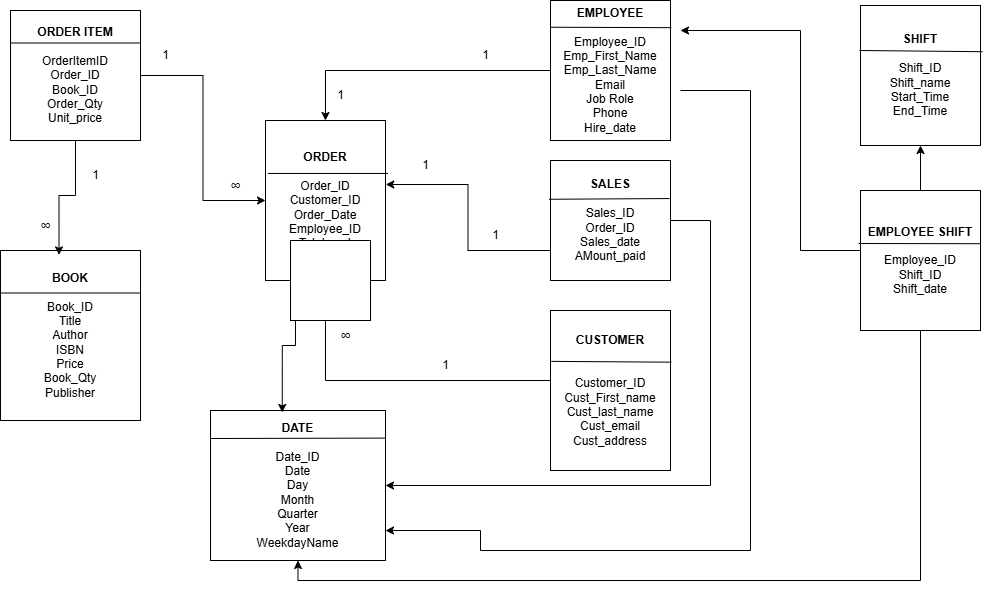 ORDER ITEM
OrderItemID
Order_ID
Book_ID
Order_Qty
Unit_price
1
∞
1
∞
BOOK
Book_ID
Title
Author
ISBN
Price
Book_Qty
Publisher
ORDER
Order_ID
Customer_ID
Order_Date
Employee_ID
EMPLOYEE
Employee_ID
Emp_First_Name
Emp_Last_Name
Email
Job Role
Phone
Hire_date
1
1
SALES
Sales_ID
Order_ID
Sales_date
AMount_paid
1
1
CUSTOMER
Customer_ID
Cust_First_name
Cust_last_name
Cust_email
Cust_address
∞
1
DATE
Date_ID
Date
Day
Month
Quarter
Year
WeekdayName
SHIFT
Shift_ID
Shift_name
Start_Time
End_Time
EMPLOYEE SHIFT
Employee_ID
Shift_ID
Shift_date